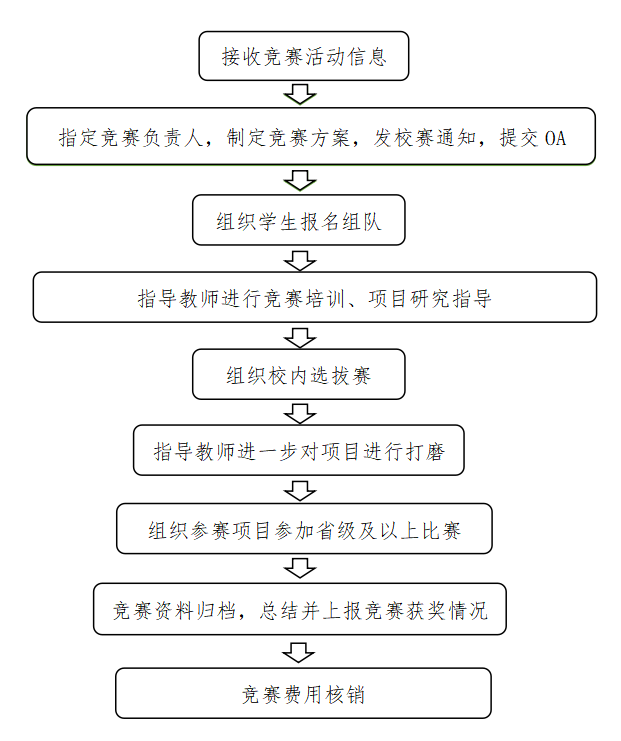 接收竞赛活动信息
指定竞赛负责人，制定竞赛方案，发校赛通知，提交 OA
组织学生报名组队
指导教师进行竞赛培训、项目研究指导
组织校内选拔赛
指导教师进一步对项目进行打磨
组织参赛项目参加省级及以上比赛
竞赛资料归档，总结并上报竞赛获奖情况
竞赛费用核销